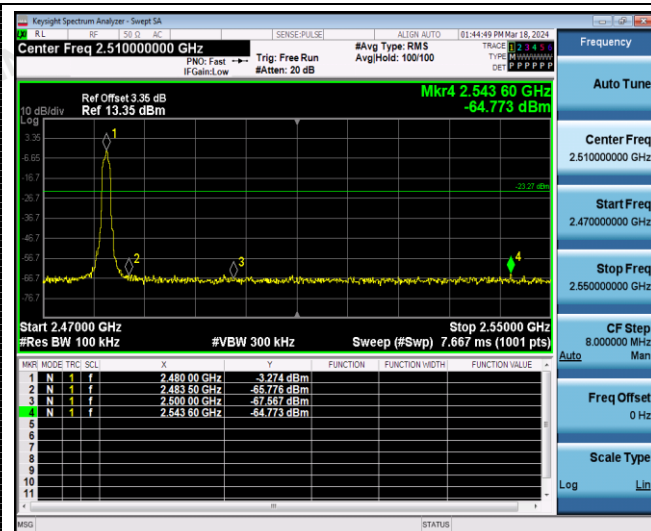 Keysight Spectrum Analyzer - Swept SA
RL RF 50 Ω AC SENSE:PULSE ALIGN AUTO 01:44:49 PM Mar 18, 2024
Center Freq 2.510000000 GHz
PNO: Fast
IFGain:Low
Trig: Free Run
#Atten: 20 dB
#Avg Type: RMS
Avg|Hold: 100/100
TRACE 1 2 3 4 5 6
TYPE MWWWWW
DET P P P P P P
Ref Offset 3.35 dB
Ref 13.35 dBm
10 dB/div
Log
Mkr4 2.543 60 GHz
-64.773 dBm
3.35
-6.65
-16.7
-26.7
-36.7
-46.7
-56.7
-66.7
-76.7
1
2
3
4
-23.27 dBm
Start 2.47000 GHz Stop 2.55000 GHz
#Res BW 100 kHz #VBW 300 kHz Sweep (#Swp) 7.667 ms (1001 pts)
MKR MODE TRC SCL X Y FUNCTION FUNCTION WIDTH FUNCTION VALUE
1 N 1 f 2.480 00 GHz -3.274 dBm
2 N 1 f 2.483 50 GHz -65.776 dBm
3 N 1 f 2.500 00 GHz -67.567 dBm
4 N 1 f 2.543 60 GHz -64.773 dBm
5
6
7
8
9
10
11
MSG STATUS
Frequency
Auto Tune
Center Freq
2.510000000 GHz
Start Freq
2.470000000 GHz
Stop Freq
2.550000000 GHz
CF Step
8.000000 MHz
Auto Man
Freq Offset
0 Hz
Scale Type
Log Lin